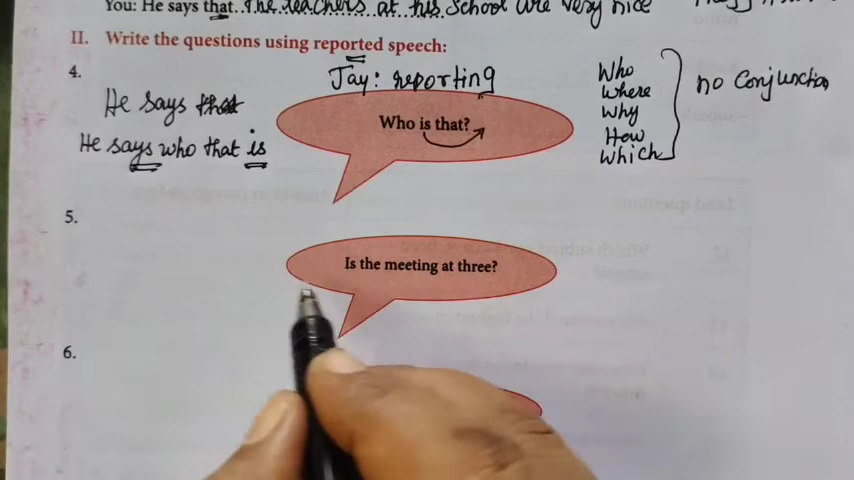 You: He says that The teachers at his School are very nice
II. Write the questions using reported speech:
4.
Jay: reporting
He says that
Who is that?
He says who that is
Who
where
why
How
which
no Conjunction
5.
Is the meeting at three?
6.